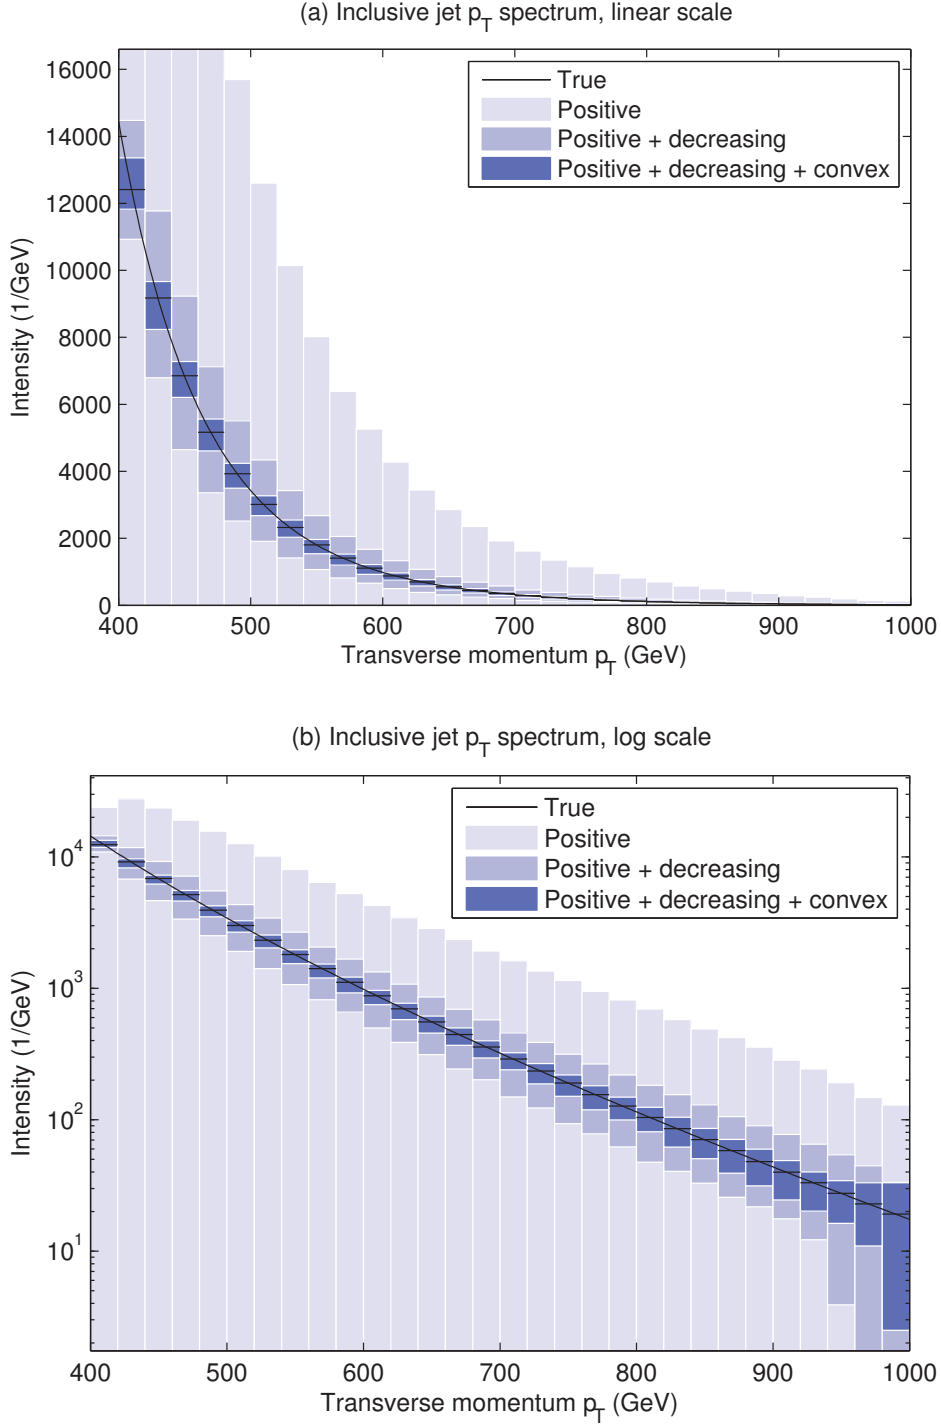 (a) Inclusive jet p_T spectrum, linear scale
16000
14000
12000
10000
8000
6000
4000
2000
0
Intensity (1/GeV)
True
Positive
Positive + decreasing
Positive + decreasing + convex
400 500 600 700 800 900 1000
Transverse momentum p_T (GeV)
(b) Inclusive jet p_T spectrum, log scale
10^4
10^3
10^2
10^1
Intensity (1/GeV)
True
Positive
Positive + decreasing
Positive + decreasing + convex
400 500 600 700 800 900 1000
Transverse momentum p_T (GeV)